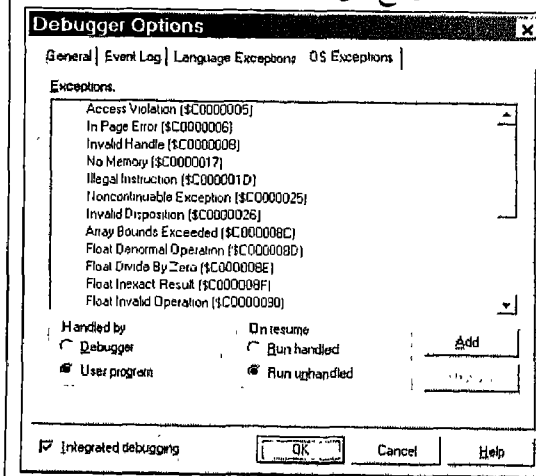 Debugger Options
General Event Log Language Exceptions OS Exceptions
Exceptions.
Access Violation ($C0000005)
In Page Error ($C0000006)
Invalid Handle ($C0000008)
No Memory ($C0000017)
Illegal Instruction ($C000001D)
Noncontinuable Exception ($C0000025)
Invalid Disposition ($C0000026)
Array Bounds Exceeded ($C000008C)
Float Denormal Operation ($C000008D)
Float Divide By Zero ($C000008E)
Float Inexact Result ($C000008F)
Float Invalid Operation ($C0000090)
Handled by
Debugger
User program
On resume
Run handled
Run unhandled
Add
Integrated debugging
OK
Cancel
Help